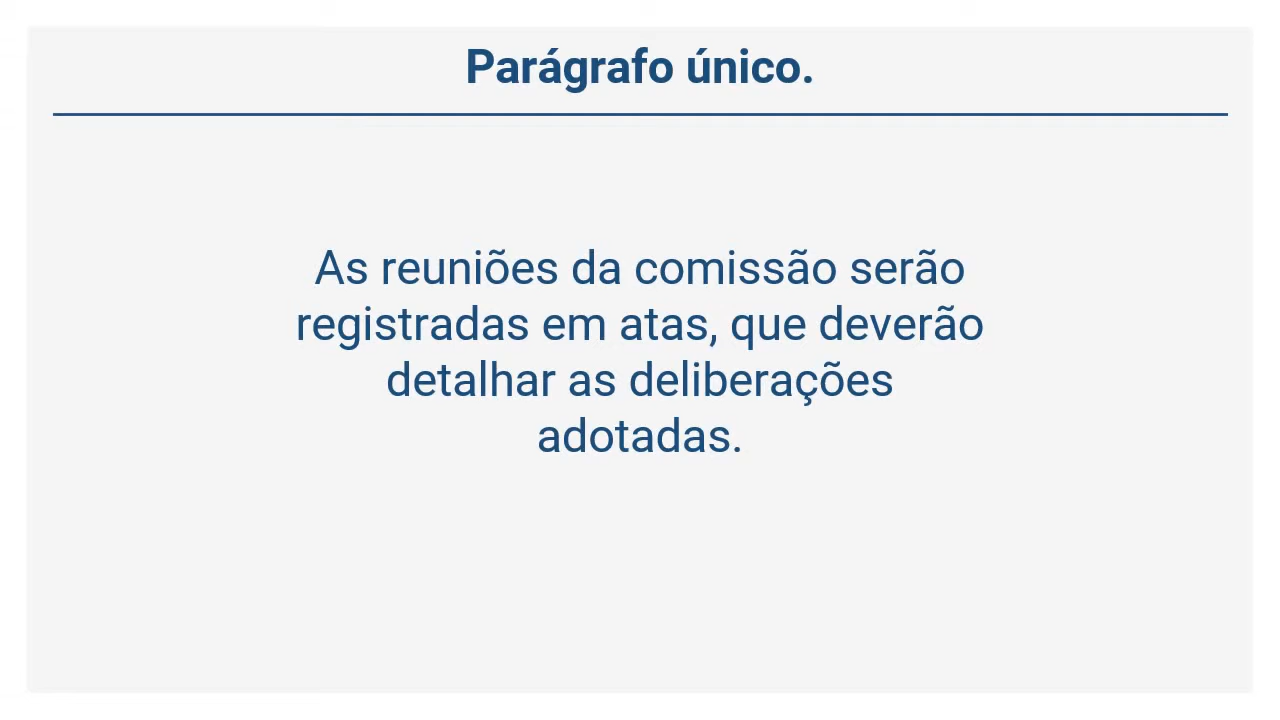 Parágrafo único.
As reuniões da comissão serão
registradas em atas, que deverão
detalhar as deliberações
adotadas.